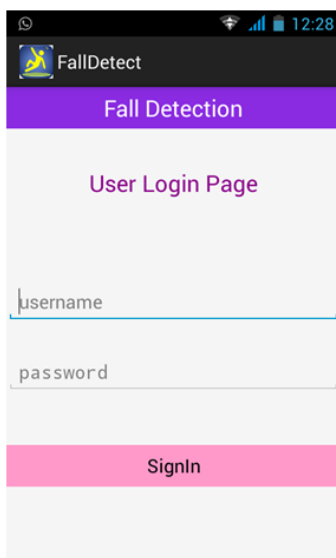 12:28
FallDetect
Fall Detection
User Login Page
username
password
SignIn